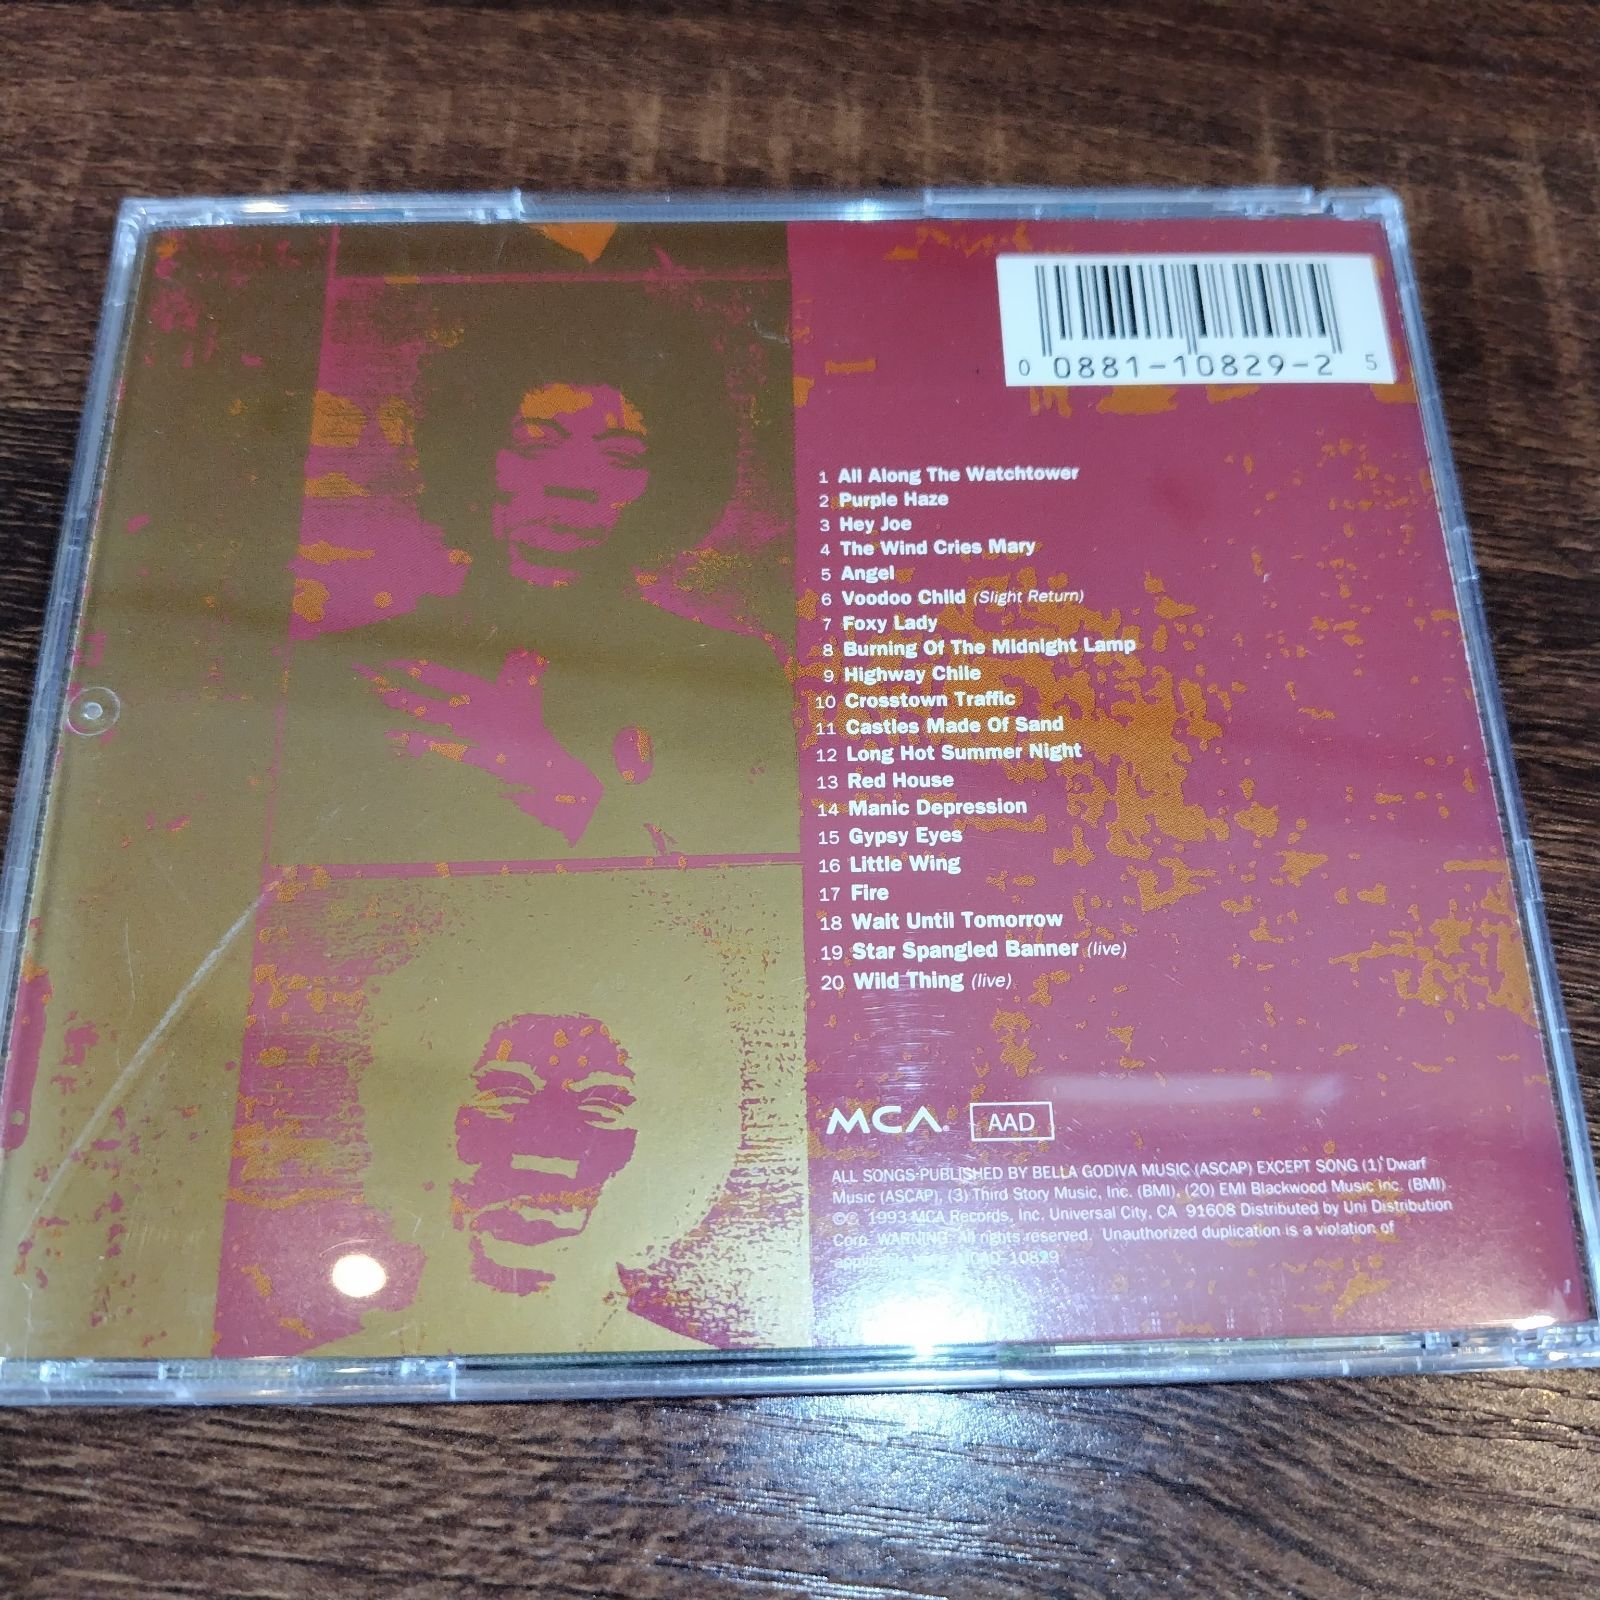 0 0881-10829-2 5
1 All Along The Watchtower
2 Purple Haze
3 Hey Joe
4 The Wind Cries Mary
5 Angel
6 Voodoo Child (Slight Return)
7 Foxy Lady
8 Burning Of The Midnight Lamp
9 Highway Chile
10 Crosstown Traffic
11 Castles Made Of Sand
12 Long Hot Summer Night
13 Red House
14 Manic Depression
15 Gypsy Eyes
16 Little Wing
17 Fire
18 Wait Until Tomorrow
19 Star Spangled Banner (live)
20 Wild Thing (live)
MCA® AAD
ALL SONGS PUBLISHED BY BELLA GODIVA MUSIC (ASCAP) EXCEPT SONG (1) Dwarf
Music (ASCAP), (3) Third Story Music, Inc. (BMI), (20) EMI Blackwood Music Inc. (BMI)
©℗ 1993 MCA Records, Inc. Universal City, CA 91608 Distributed by Uni Distribution
Corp. WARNING: All rights reserved. Unauthorized duplication is a violation of
10829